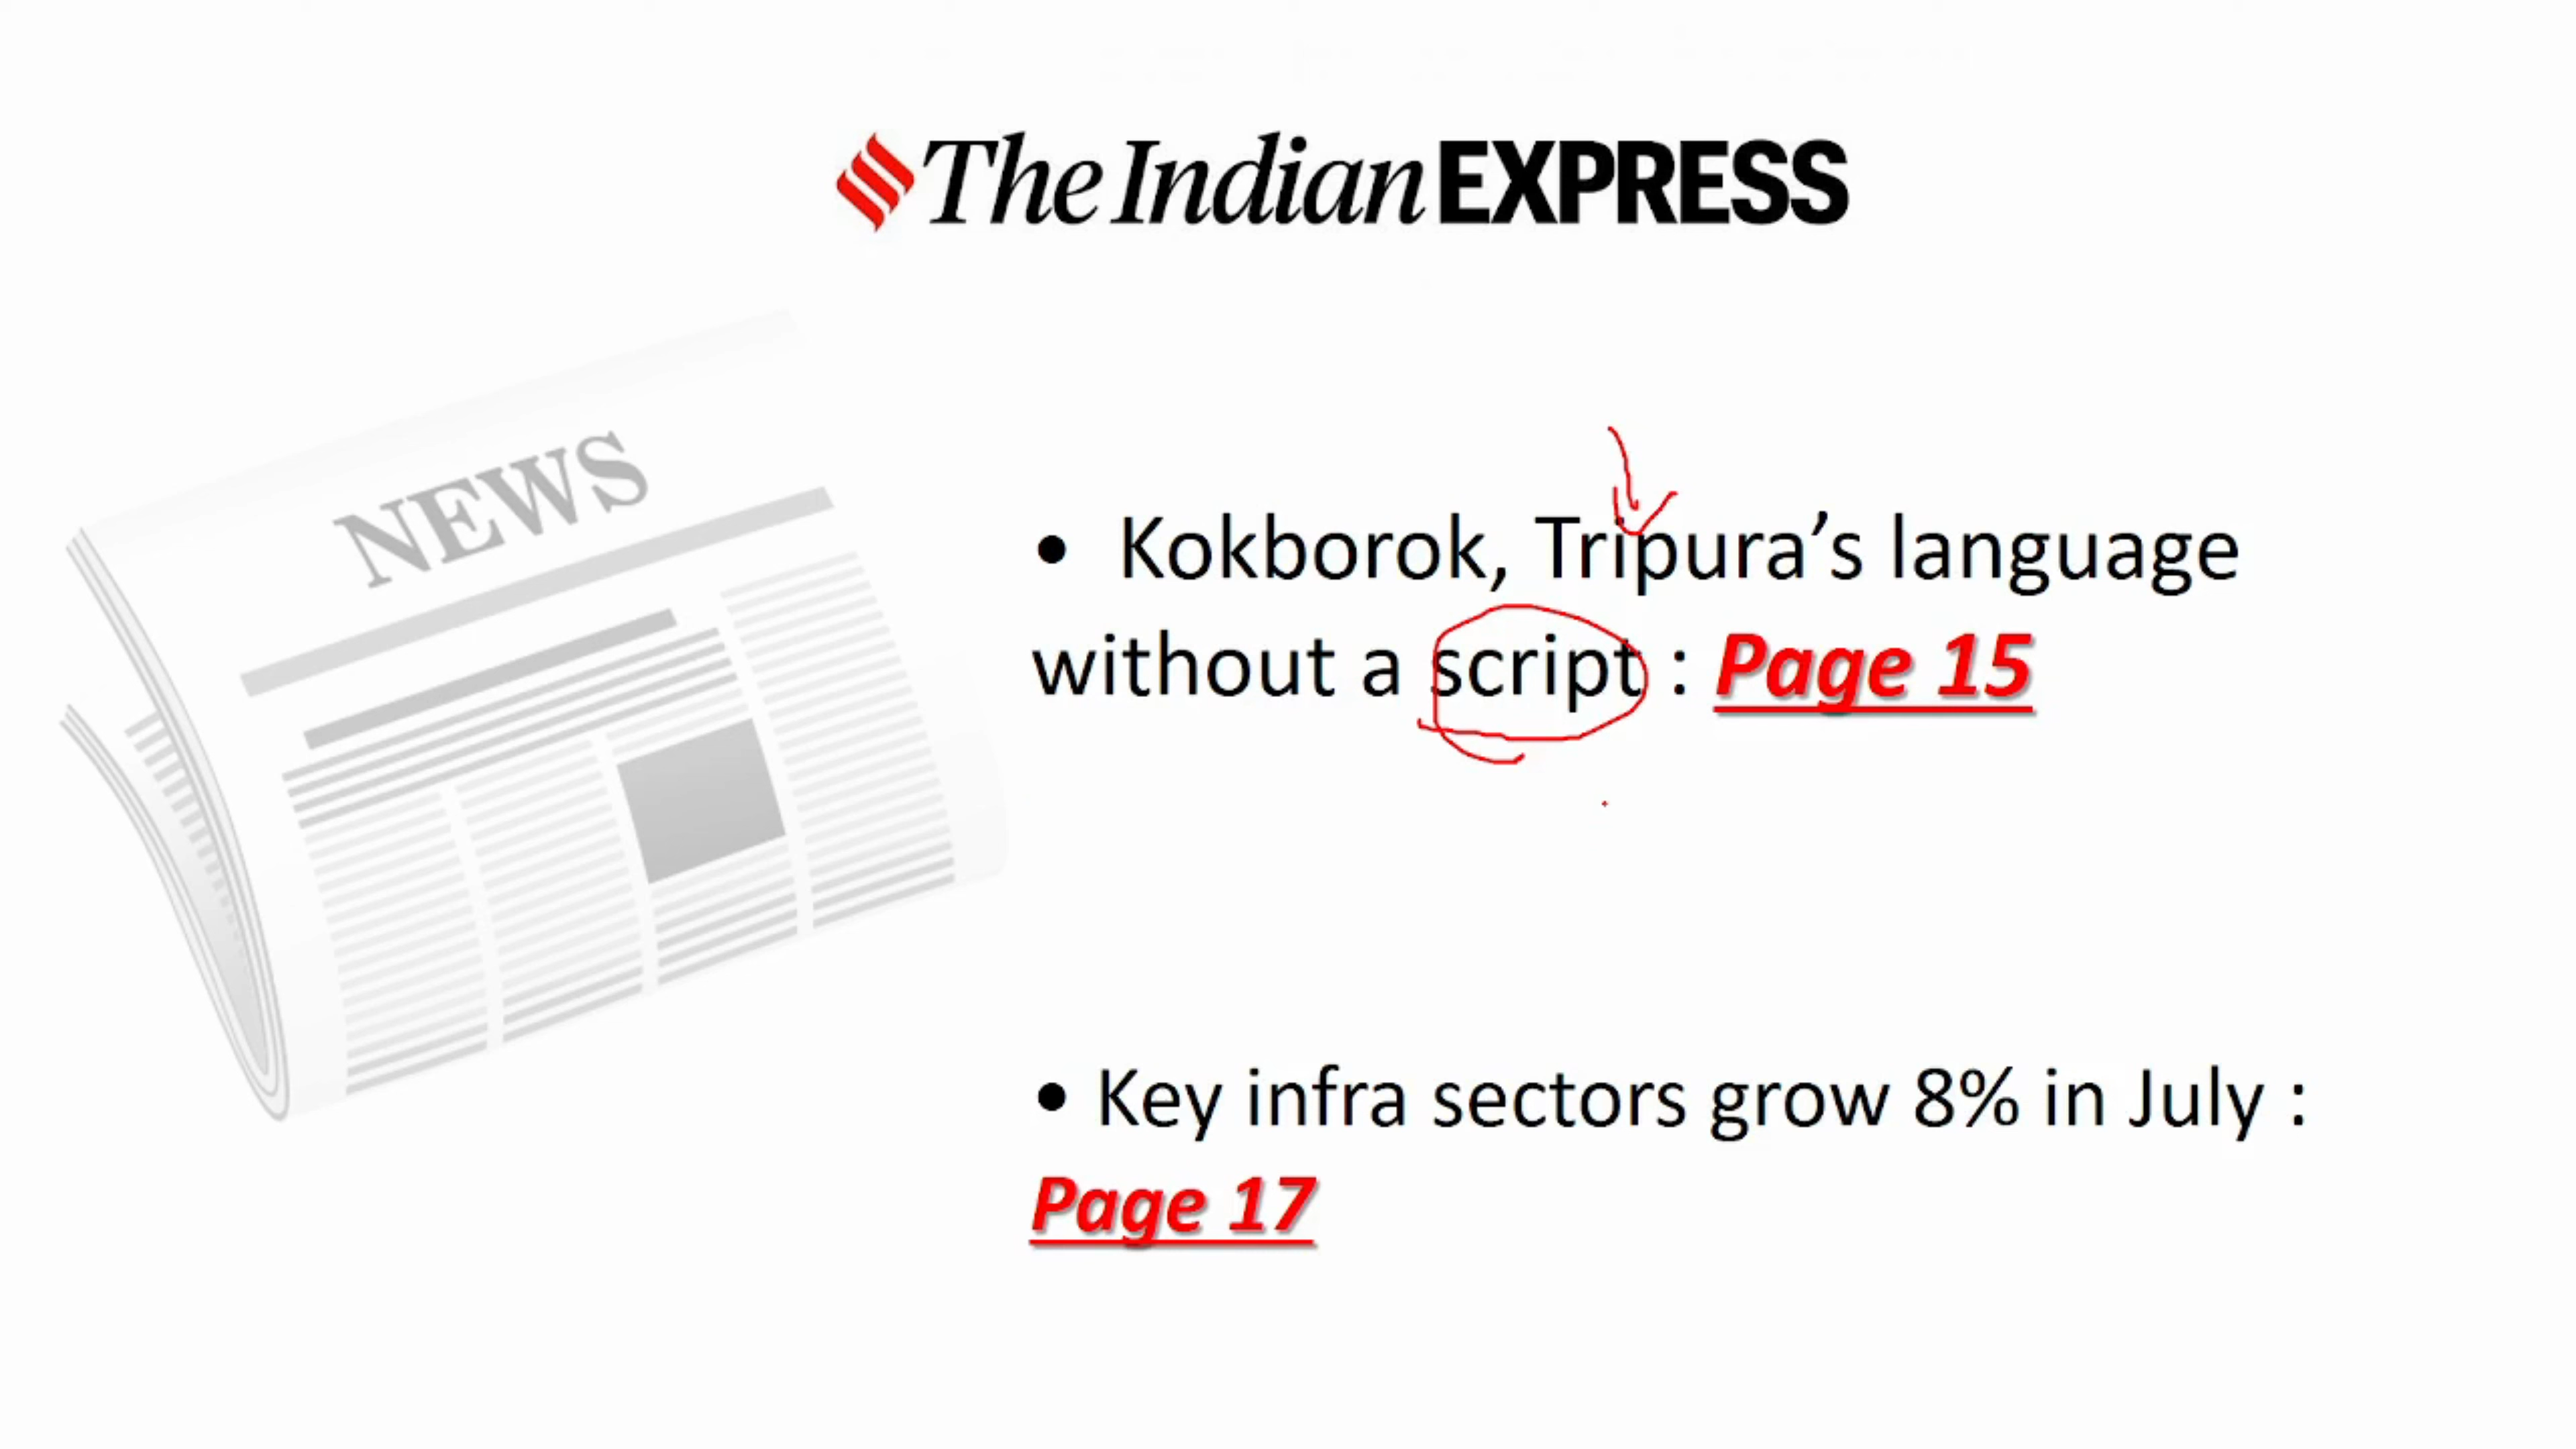 The Indian EXPRESS
NEWS
• Kokborok, Tripura’s language
without a script : Page 15
• Key infra sectors grow 8% in July :
Page 17